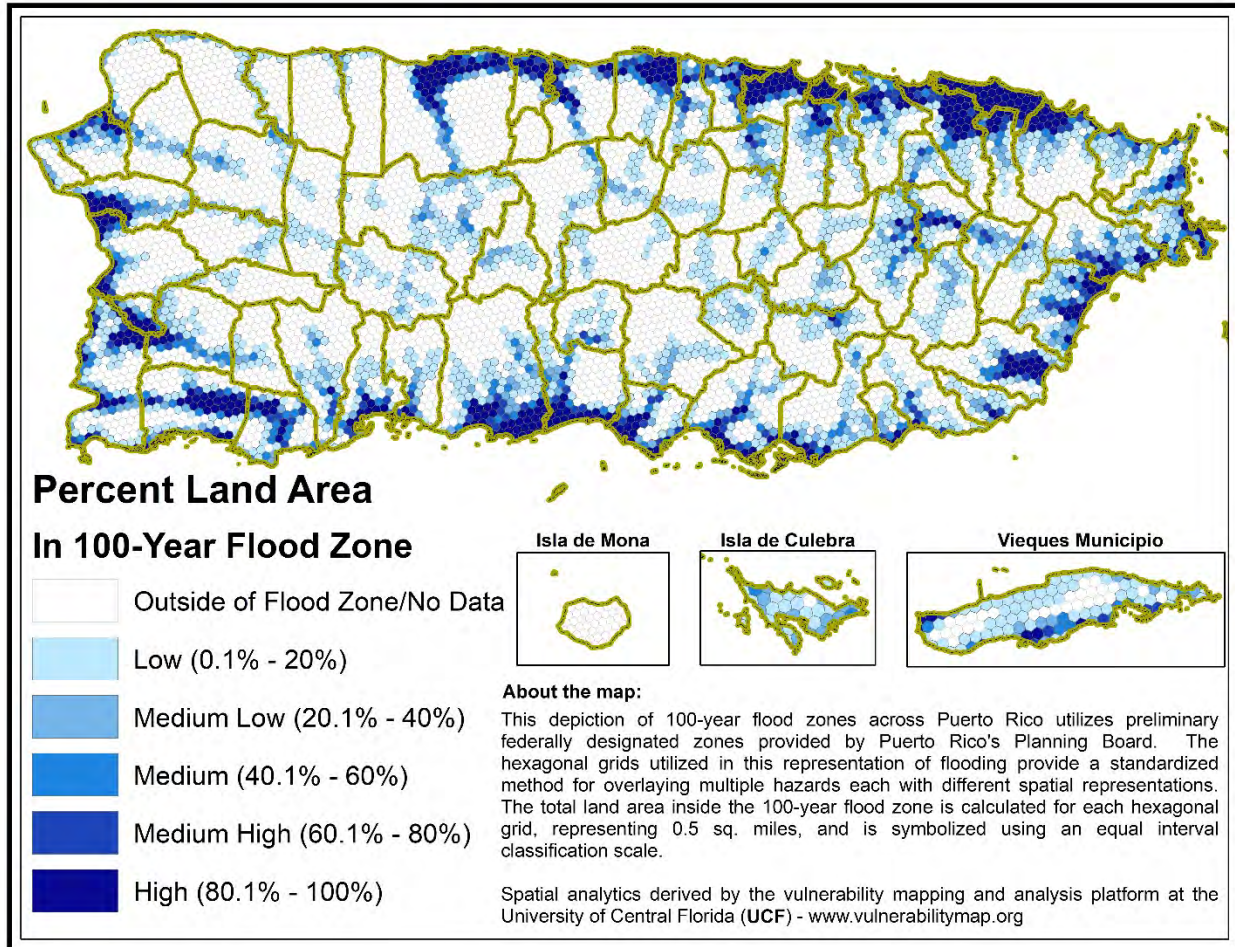 Percent Land Area
In 100-Year Flood Zone
Outside of Flood Zone/No Data
Low (0.1% - 20%)
Medium Low (20.1% - 40%)
Medium (40.1% - 60%)
Medium High (60.1% - 80%)
High (80.1% - 100%)
Isla de Mona
Isla de Culebra
Vieques Municipio
About the map:
This depiction of 100-year flood zones across Puerto Rico utilizes preliminary
federally designated zones provided by Puerto Rico's Planning Board. The
hexagonal grids utilized in this representation of flooding provide a standardized
method for overlaying multiple hazards each with different spatial representations.
The total land area inside the 100-year flood zone is calculated for each hexagonal
grid, representing 0.5 sq. miles, and is symbolized using an equal interval
classification scale.
Spatial analytics derived by the vulnerability mapping and analysis platform at the
University of Central Florida (UCF) - www.vulnerabilitymap.org